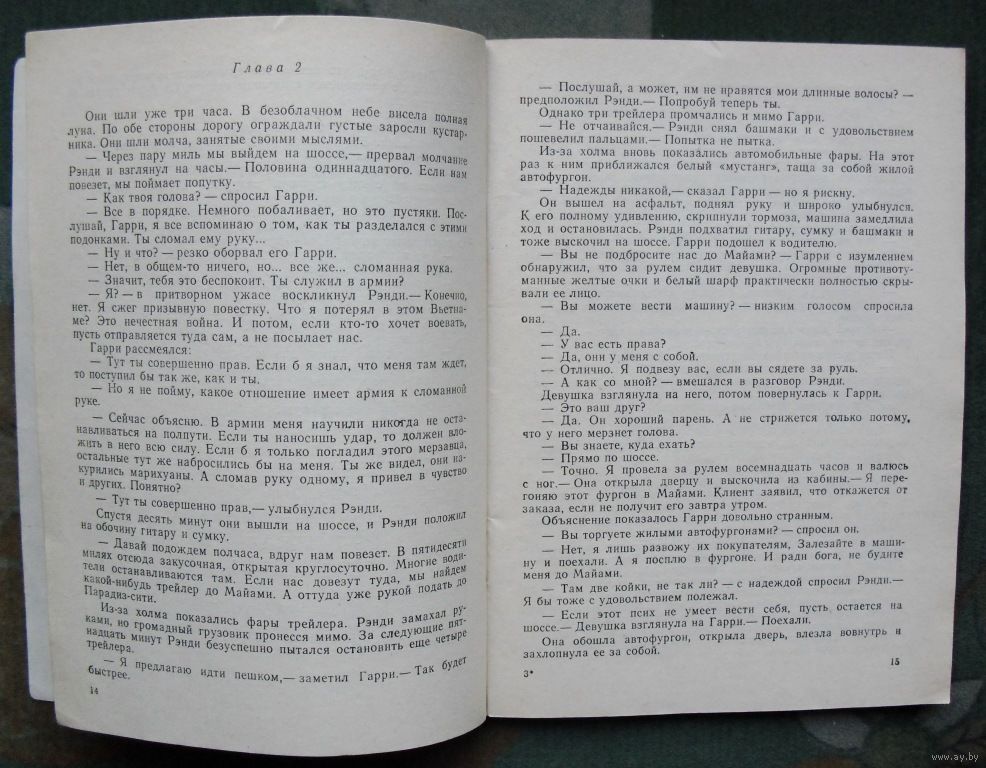 Глава 2
Они шли уже три часа. В безоблачном небе висела полная
луна. По обе стороны дорогу ограждали густые заросли кустар-
ника. Они шли молча, занятые своими мыслями.
— Через пару миль мы выйдем на шоссе,— прервал молчание
Рэнди и взглянул на часы.— Половина одиннадцатого. Если нам
повезет, мы поймаем попутку.
— Как твоя голова? — спросил Гарри.
— Все в порядке. Немного побаливает, но это пустяки. Пос-
лушай, Гарри, я все вспоминаю о том, как ты разделался с этими
подонками. Ты сломал ему руку...
— Ну и что? — резко оборвал его Гарри.
— Нет, в общем-то ничего, но... все же... сломанная рука.
— Значит, тебя это беспокоит. Ты служил в армии?
— Я? — в притворном ужасе воскликнул Рэнди.— Конечно,
нет. Я сжег призывную повестку. Что я потерял в этом Вьетна-
ме? Это нечестная война. И потом, если кто-то хочет воевать,
пусть отправляется туда сам, а не посылает нас.
Гарри рассмеялся:
— Тут ты совершенно прав. Если б я знал, что меня там ждет,
то поступил бы так же, как и ты.
— Но я не пойму, какое отношение имеет армия к сломанной
руке.
— Сейчас объясню. В армии меня научили никогда не оста-
навливаться на полпути. Если ты наносишь удар, то должен вло-
жить в него всю силу. Если б я только погладил этого мерзавца,
остальные тут же набросились бы на меня. Ты же видел, они на-
курились марихуаны. А сломав руку одному, я привел в чувство
и других. Понятно?
— Тут ты совершенно прав,— улыбнулся Рэнди.
Спустя десять минут они вышли на шоссе, и Рэнди положил
на обочину гитару и сумку.
— Давай подождем полчаса, вдруг нам повезет. В пятидесяти
милях отсюда закусочная, открытая круглосуточно. Многие води-
тели останавливаются там. Если нас довезут туда, мы найдем
какой-нибудь трейлер до Майами. А оттуда уже рукой подать до
Парадиз-сити.
Из-за холма показались фары трейлера. Рэнди замахал ру-
ками, но громадный грузовик пронесся мимо. За следующие пят-
надцать минут Рэнди безуспешно пытался остановить еще четыре
трейлера.
— Я предлагаю идти пешком,— заметил Гарри.— Так будет
быстрее.
14
— Послушай, а может, им не нравятся мои длинные волосы? —
предположил Рэнди.— Попробуй теперь ты.
Однако три трейлера промчались и мимо Гарри.
— Не отчаивайся.— Рэнди снял башмаки и с удовольствием
пошевелил пальцами.— Попытка не пытка.
Из-за холма вновь показались автомобильные фары. На этот
раз к ним приближался белый «мустанг», таща за собой жилой
автофургон.
— Надежды никакой,— сказал Гарри — но я рискну.
Он вышел на асфальт, поднял руку и широко улыбнулся.
К его полному удивлению, скрипнули тормоза, машина замедлила
ход и остановилась. Рэнди подхватил гитару, сумку и башмаки и
тоже выскочил на шоссе. Гарри подошел к водителю.
— Вы не подбросите нас до Майами? — Гарри с изумлением
обнаружил, что за рулем сидит девушка. Огромные противоту-
манные желтые очки и белый шарф практически полностью скры-
вали ее лицо.
— Вы можете вести машину? — низким голосом спросила
она.
— Да.
— У вас есть права?
— Да, они у меня с собой.
— Отлично. Я подвезу вас, если вы сядете за руль.
— А как со мной? — вмешался в разговор Рэнди.
Девушка взглянула на него, потом повернулась к Гарри.
— Это ваш друг?
— Да. Он хороший парень. А не стрижется только потому,
что у него мерзнет голова.
— Вы знаете, куда ехать?
— Прямо по шоссе.
— Точно. Я провела за рулем восемнадцать часов и валюсь
с ног.— Она открыла дверцу и выскочила из кабины.— Я пере-
гоняю этот фургон в Майами. Клиент заявил, что откажется от
заказа, если не получит его завтра утром.
Объяснение показалось Гарри довольно странным.
— Вы торгуете жилыми автофургонами? — спросил он.
— Нет, я лишь развожу их покупателям, Залезайте в маши-
ну и поехали. А я посплю в фургоне. И ради бога, не будите
меня до Майами.
— Там две койки, не так ли? — с надеждой спросил Рэнди.—
Я бы тоже с удовольствием полежал.
— Если этот псих не умеет вести себя, пусть остается на
шоссе.— Девушка взглянула на Гарри.— Поехали.
Она обошла автофургон, открыла дверь, влезла вовнутрь и
захлопнула ее за собой.
3*
15
www.ay.by